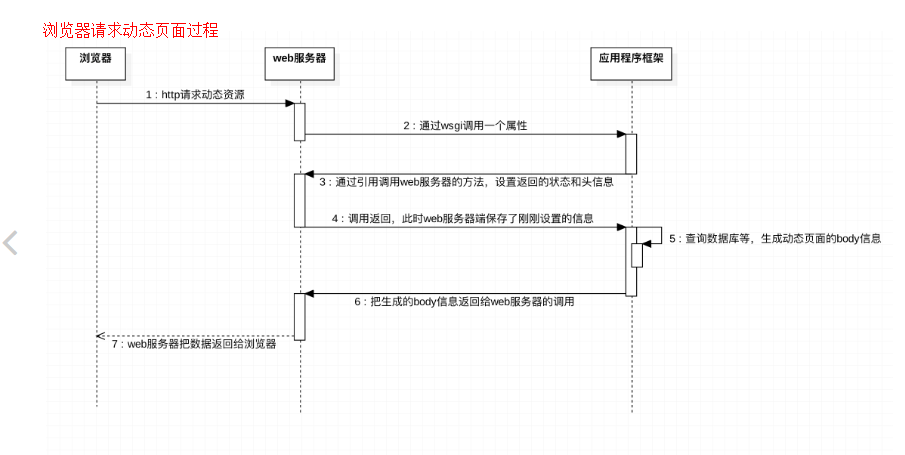 浏览器请求动态页面过程
浏览器
web服务器
应用程序框架
1：http请求动态资源
2：通过wsgi调用一个属性
3：通过引用调用web服务器的方法，设置返回的状态和头信息
4：调用返回，此时web服务器端保存了刚刚设置的信息
5：查询数据库等，生成动态页面的body信息
6：把生成的body信息返回给web服务器的调用
7：web服务器把数据返回给浏览器